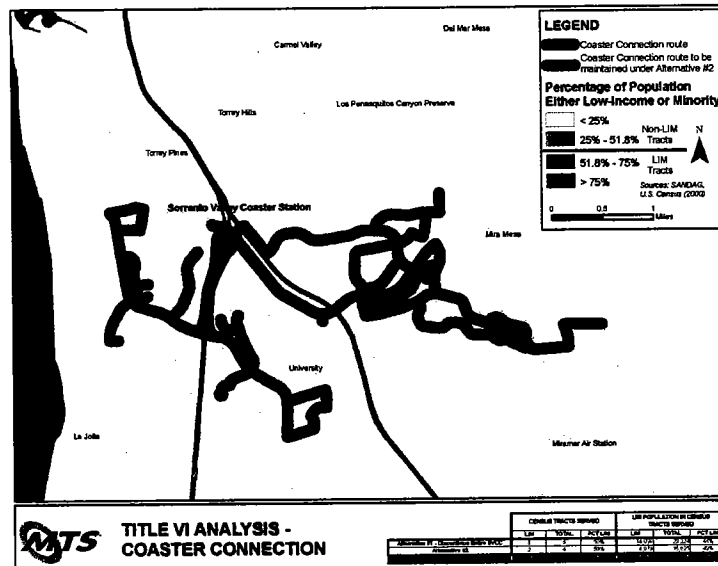 Del Mar Mesa
Carmel Valley
LEGEND
Coaster Connection route
Coaster Connection route to be
maintained under Alternative #2
Percentage of Population
Either Low-Income or Minority
< 25%
25% - 51.8%
Non-LIM
Tracts
51.8% - 75%
LIM
Tracts
> 75%
N
Sources: SANDAG,
U.S. Census (2000)
0 0.5 1
Miles
Los Penasquitos Canyon Preserve
Torrey Hills
Torrey Pines
Sorrento Valley Coaster Station
Mira Mesa
University
La Jolla
Miramar Air Station
MTS
TITLE VI ANALYSIS -
COASTER CONNECTION
CENSUS TRACTS SERVED
LIM POPULATION IN CENSUS
TRACTS SERVED
LIM TOTAL PCT LIM LIM TOTAL PCT LIM
Alternative #2